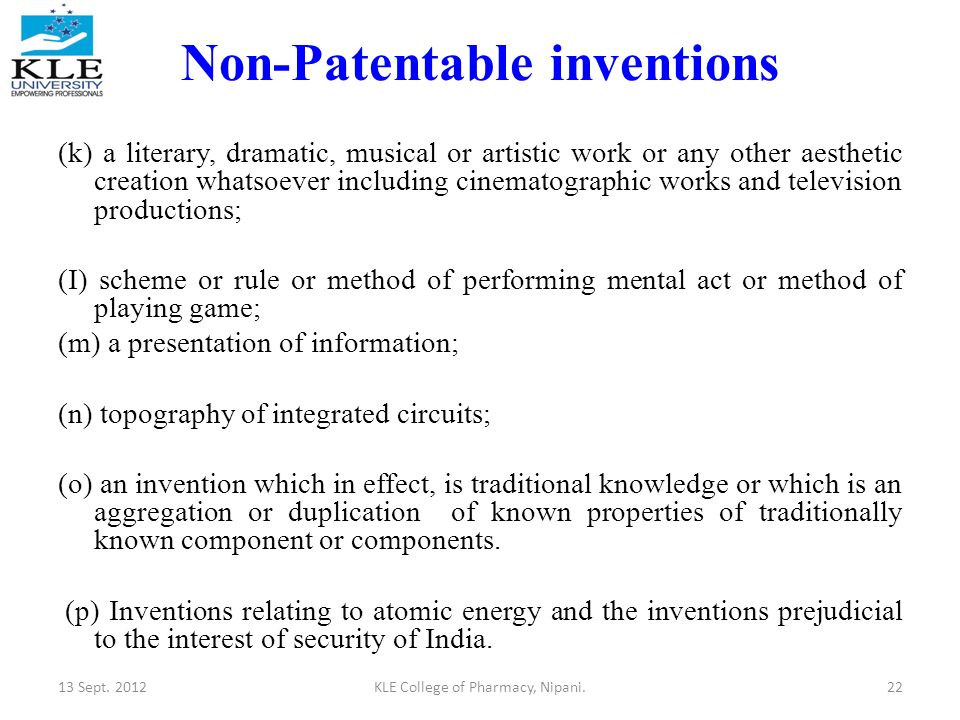 KLE
UNIVERSITY
EMPOWERING PROFESSIONALS
Non-Patentable inventions
(k) a literary, dramatic, musical or artistic work or any other aesthetic
creation whatsoever including cinematographic works and television
productions;
(I) scheme or rule or method of performing mental act or method of
playing game;
(m) a presentation of information;
(n) topography of integrated circuits;
(o) an invention which in effect, is traditional knowledge or which is an
aggregation or duplication of known properties of traditionally
known component or components.
(p) Inventions relating to atomic energy and the inventions prejudicial
to the interest of security of India.
13 Sept. 2012
KLE College of Pharmacy, Nipani.
22